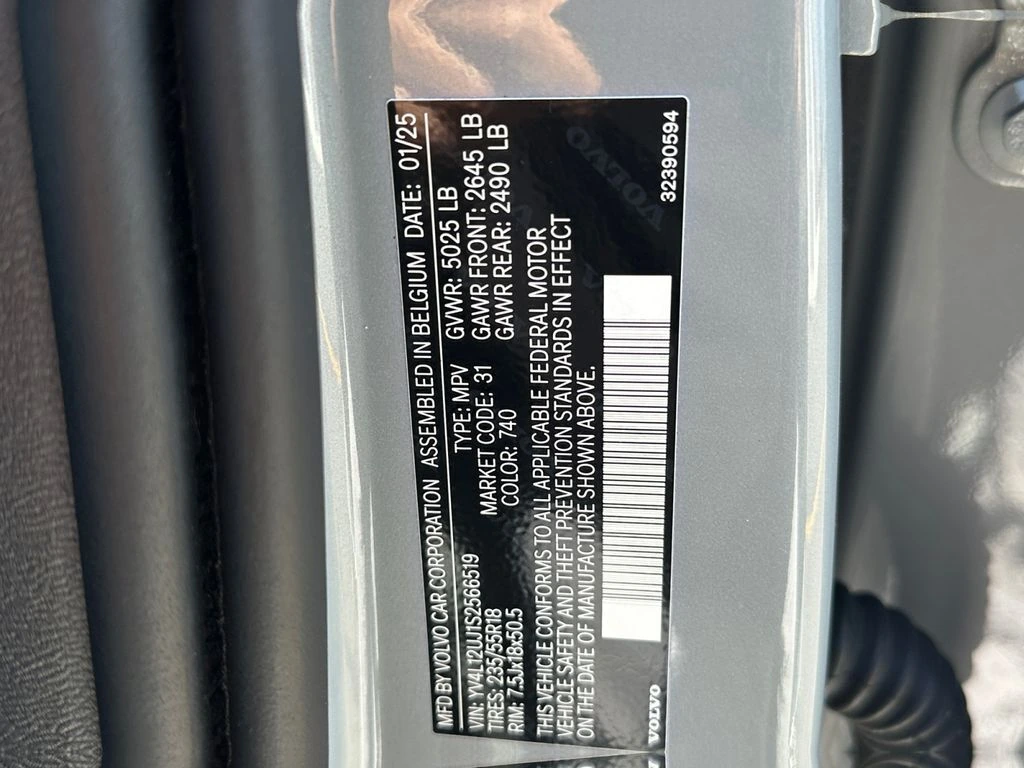 MFD BY VOLVO CAR CORPORATION ASSEMBLED IN BELGIUM DATE: 01/25
VIN: YV4L12UJ1S2566519 TYPE: MPV GVWR: 5025 LB
TIRES: 235/55R18 MARKET CODE: 31 GAWR FRONT: 2645 LB
RIM: 7.5Jx18x50.5 COLOR: 740 GAWR REAR: 2490 LB
THIS VEHICLE CONFORMS TO ALL APPLICABLE FEDERAL MOTOR
VEHICLE SAFETY AND THEFT PREVENTION STANDARDS IN EFFECT
ON THE DATE OF MANUFACTURE SHOWN ABOVE.
VOLVO 32390594
VOLVO